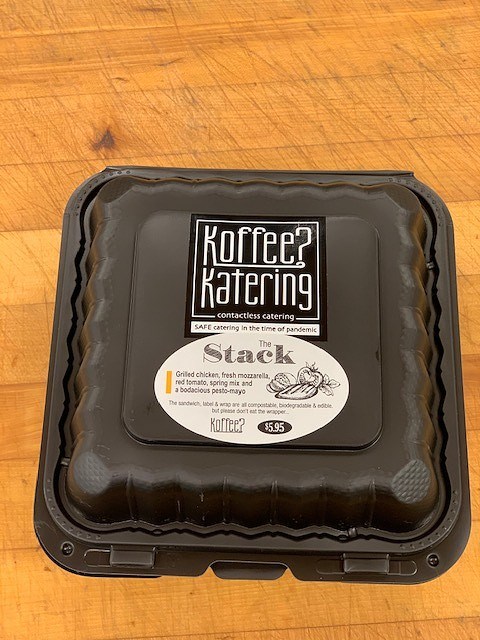 Koffee?
Katering
contactless catering
SAFE catering in the time of pandemic
The
Stack
Grilled chicken, fresh mozzarella,
red tomato, spring mix and
a bodacious pesto-mayo
The sandwich, label & wrap are all compostable, biodegradable & edible.
but please don't eat the wrapper...
Koffee?
$5.95